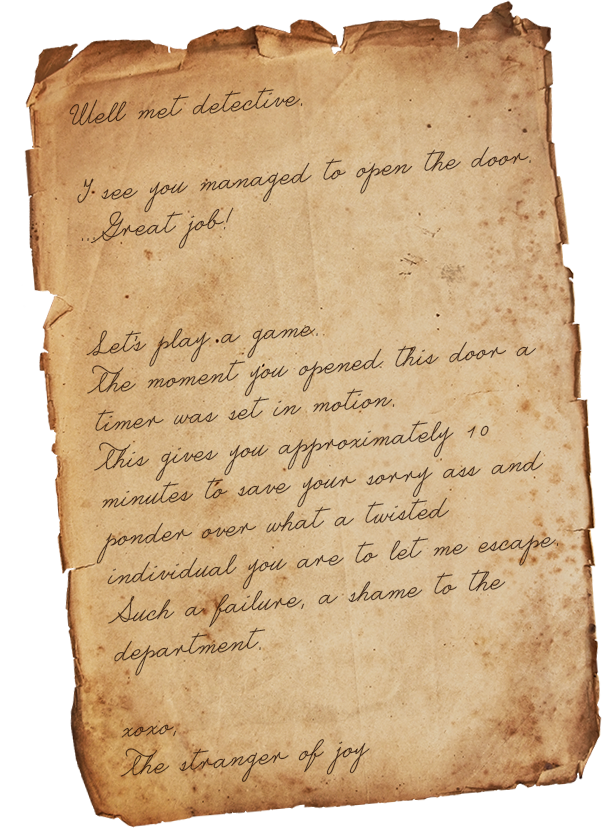 Well met detective.
I see you managed to open the door.
...Great job!
Let's play a game.
The moment you opened this door a
timer was set in motion.
This gives you approximately 10
minutes to save your sorry ass and
ponder over what a twisted
individual you are to let me escape.
Such a failure, a shame to the
department.
xoxo,
The stranger of joy